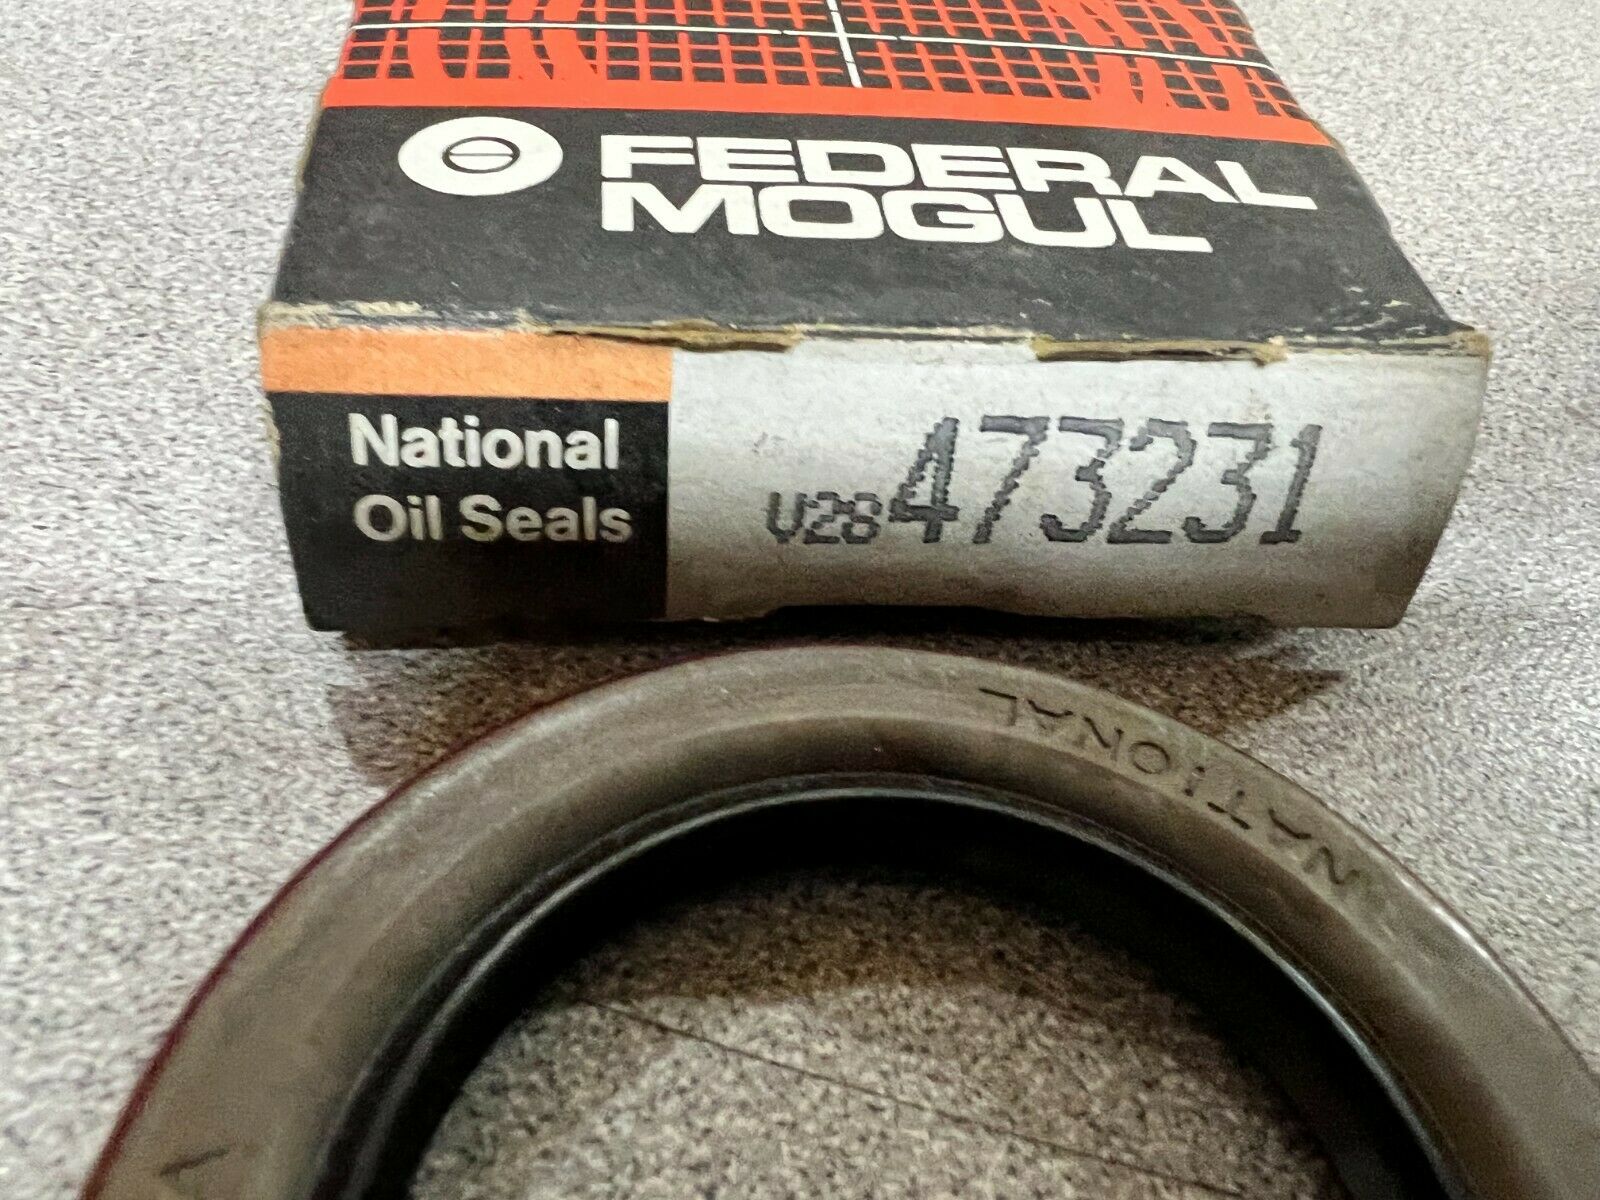 FEDERAL
MOGUL
National
Oil Seals
V28 473231
NATIONAL